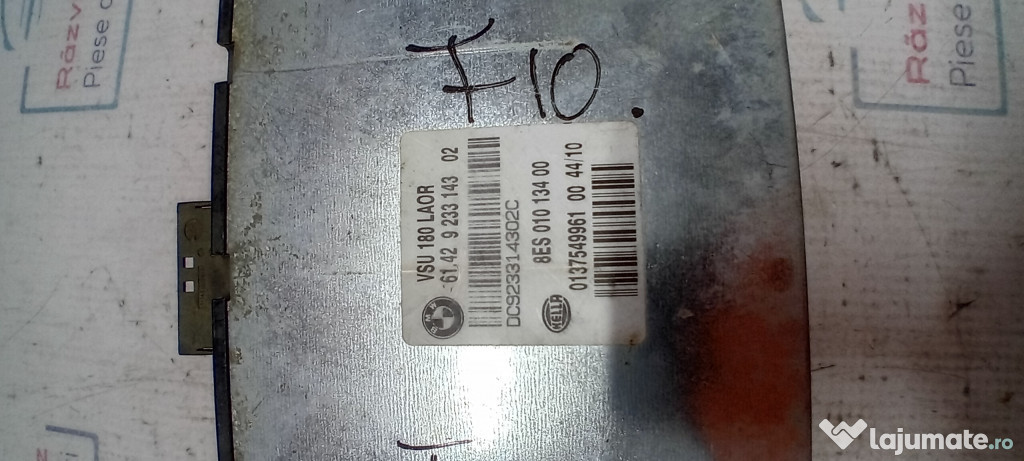 F10.
VSU 180 LAOR
61.42 9 233 143 02
DC923314302C
8ES 010 134 00
0137549961 00 44/10
HELLA
Răzv
Piese
Răzv
Piese
lajumate.ro